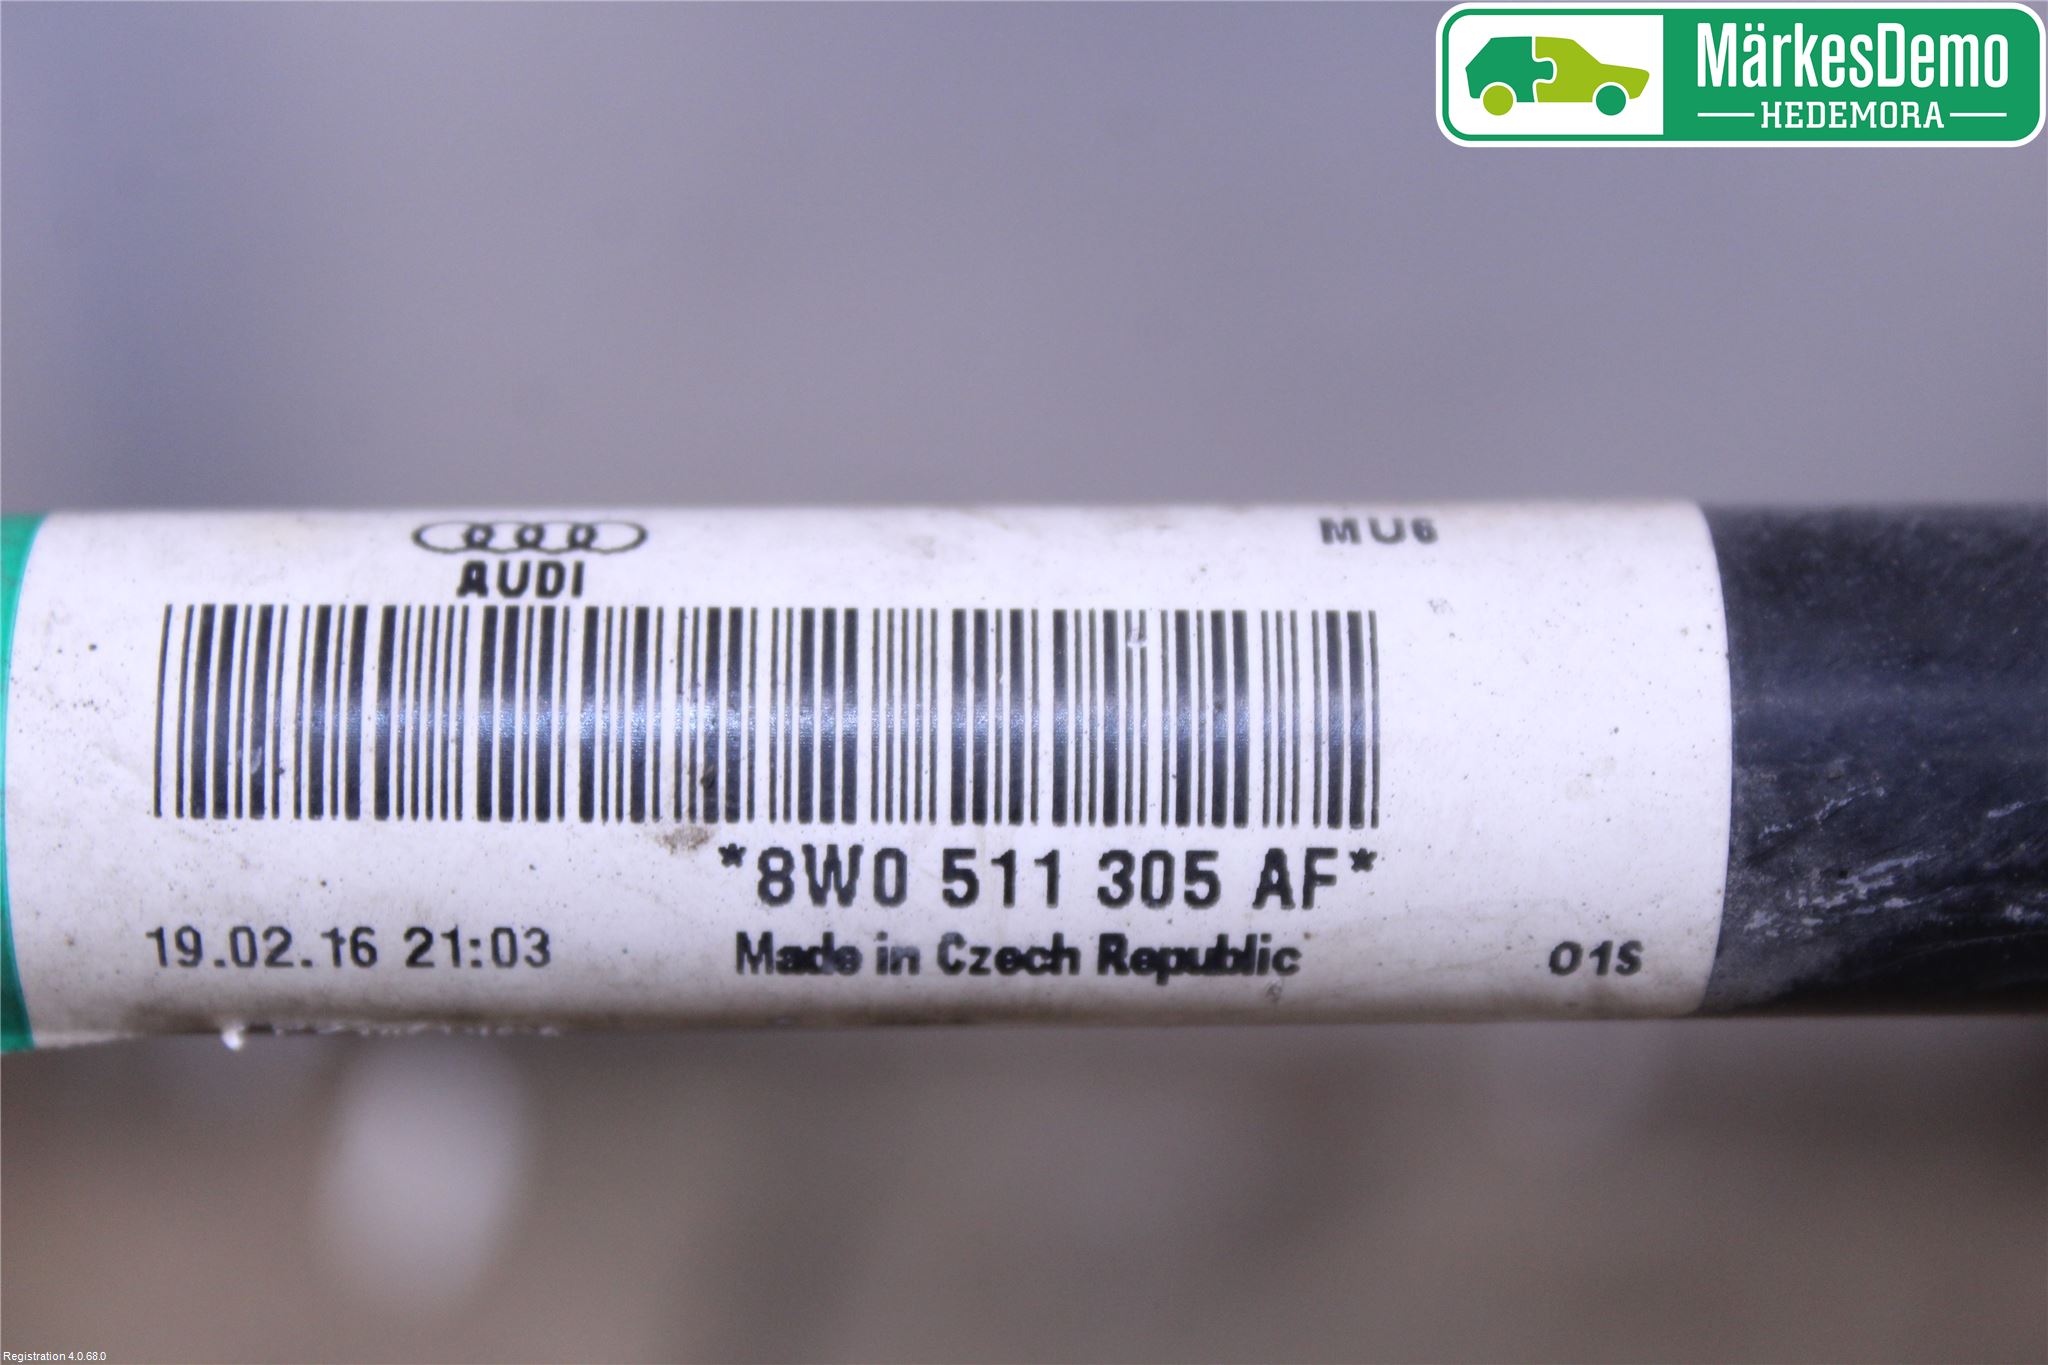 MärkesDemo
HEDEMORA
AUDI
MU6
*8W0 511 305 AF*
19.02.16 21:03
Made in Czech Republic
01S
Registration 4.0.68.0